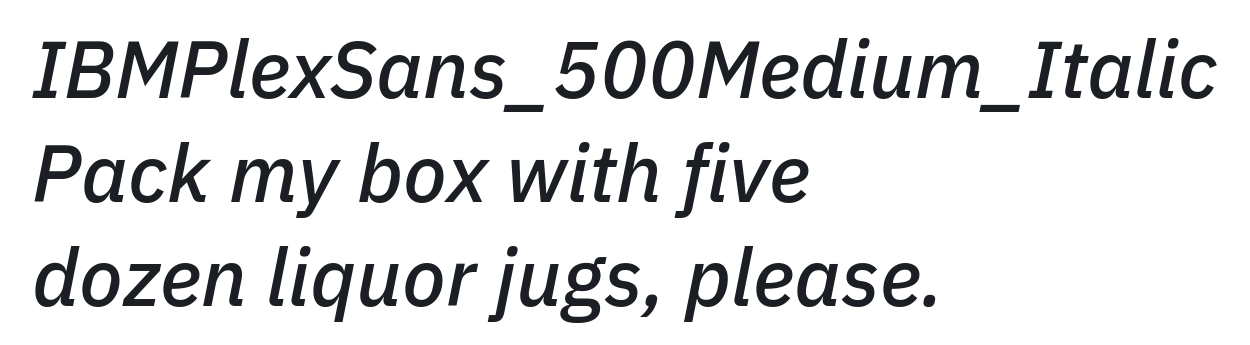 IBMPlexSans_500Medium_Italic
Pack my box with five
dozen liquor jugs, please.